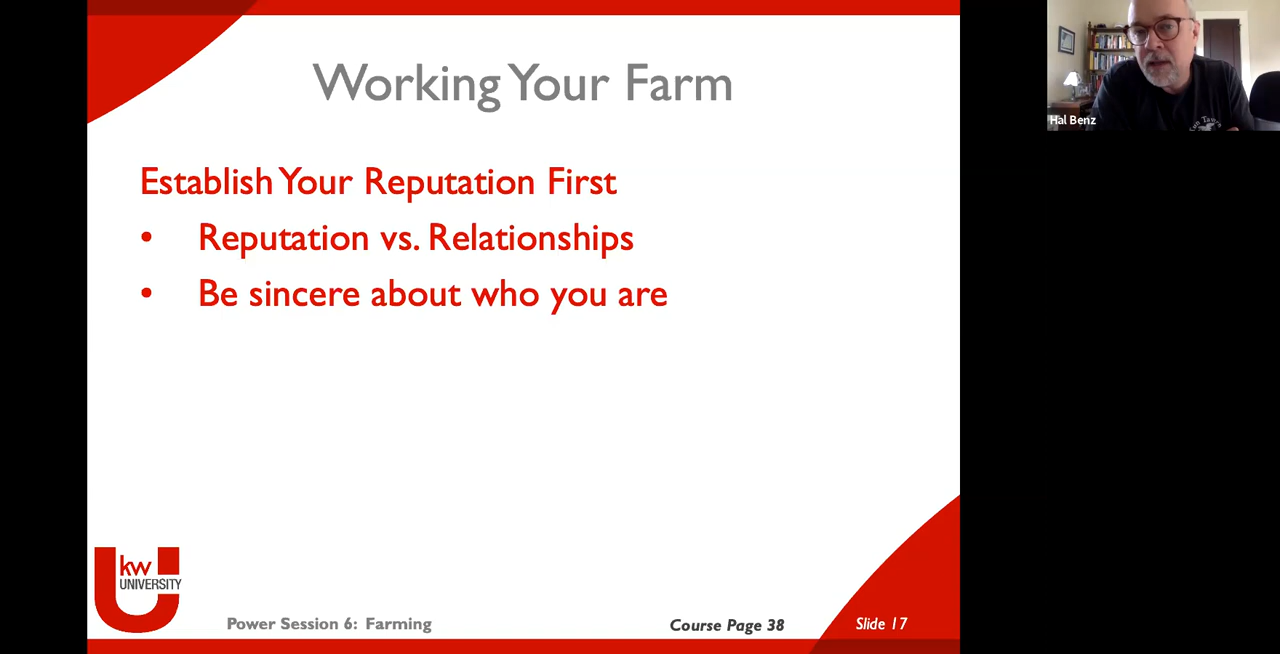 Working Your Farm
Hal Benz
Establish Your Reputation First
• Reputation vs. Relationships
• Be sincere about who you are
kw
UNIVERSITY
Power Session 6: Farming
Course Page 38
Slide 17